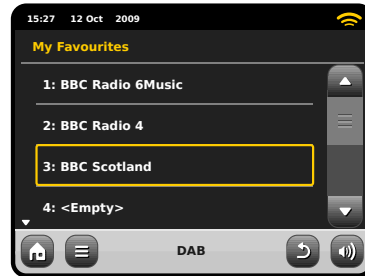 15:27 12 Oct 2009
My Favourites
1: BBC Radio 6Music
2: BBC Radio 4
3: BBC Scotland
4: <Empty>
DAB